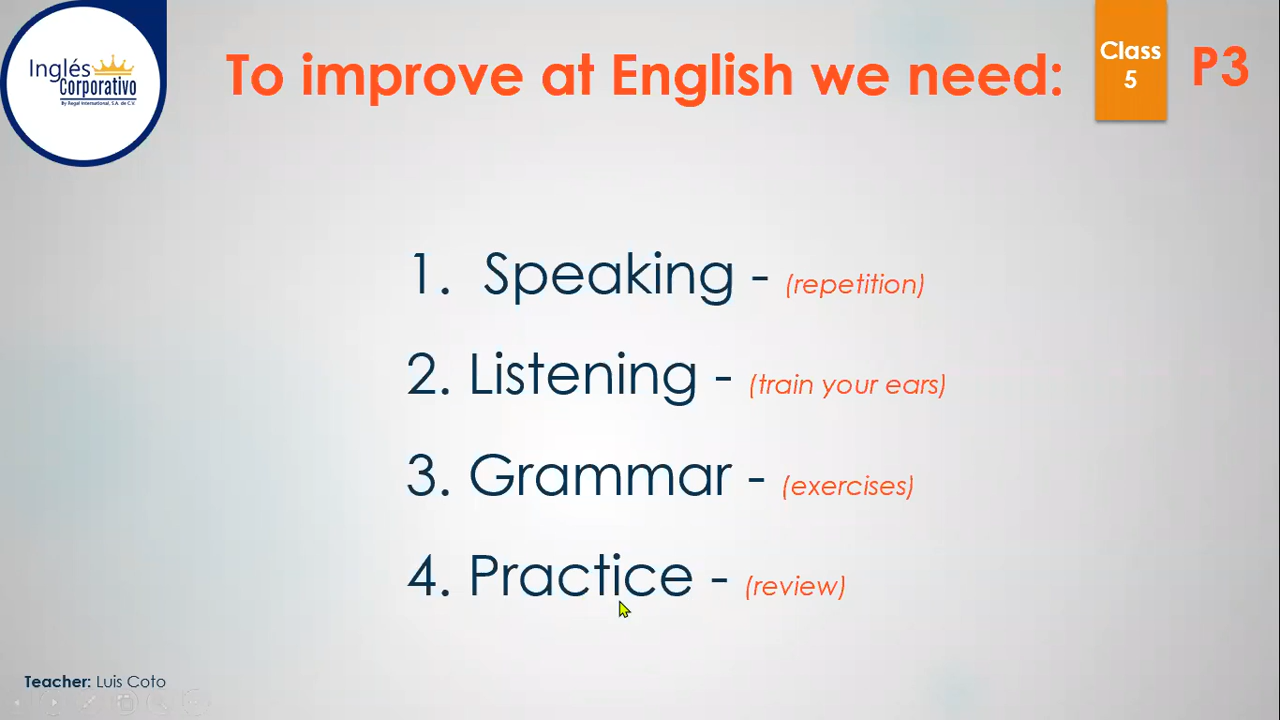 Inglés
Corporativo
By Regal International, S.A. de C.V.
To improve at English we need:
Class
5
P3
1. Speaking - (repetition)
2. Listening - (train your ears)
3. Grammar - (exercises)
4. Practice - (review)
Teacher: Luis Coto